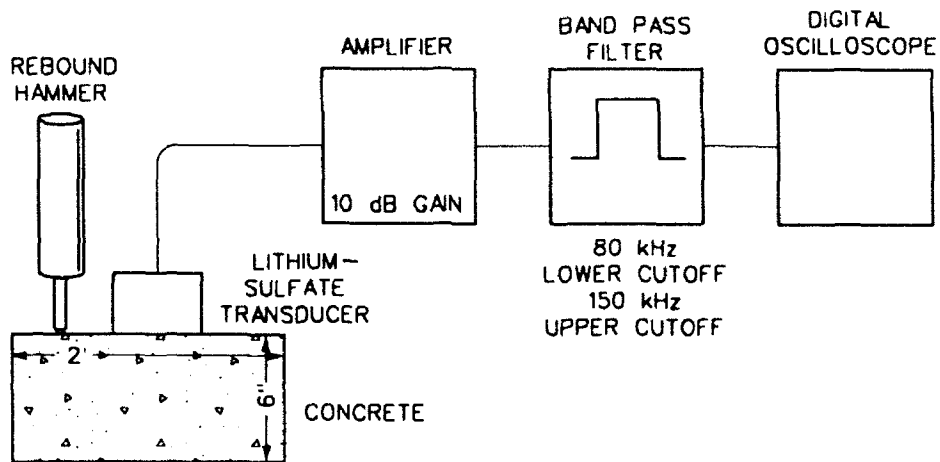 REBOUND
HAMMER
AMPLIFIER
10 dB GAIN
BAND PASS
FILTER
80 kHz
LOWER CUTOFF
150 kHz
UPPER CUTOFF
DIGITAL
OSCILLOSCOPE
LITHIUM-
SULFATE
TRANSDUCER
2'
6"
CONCRETE